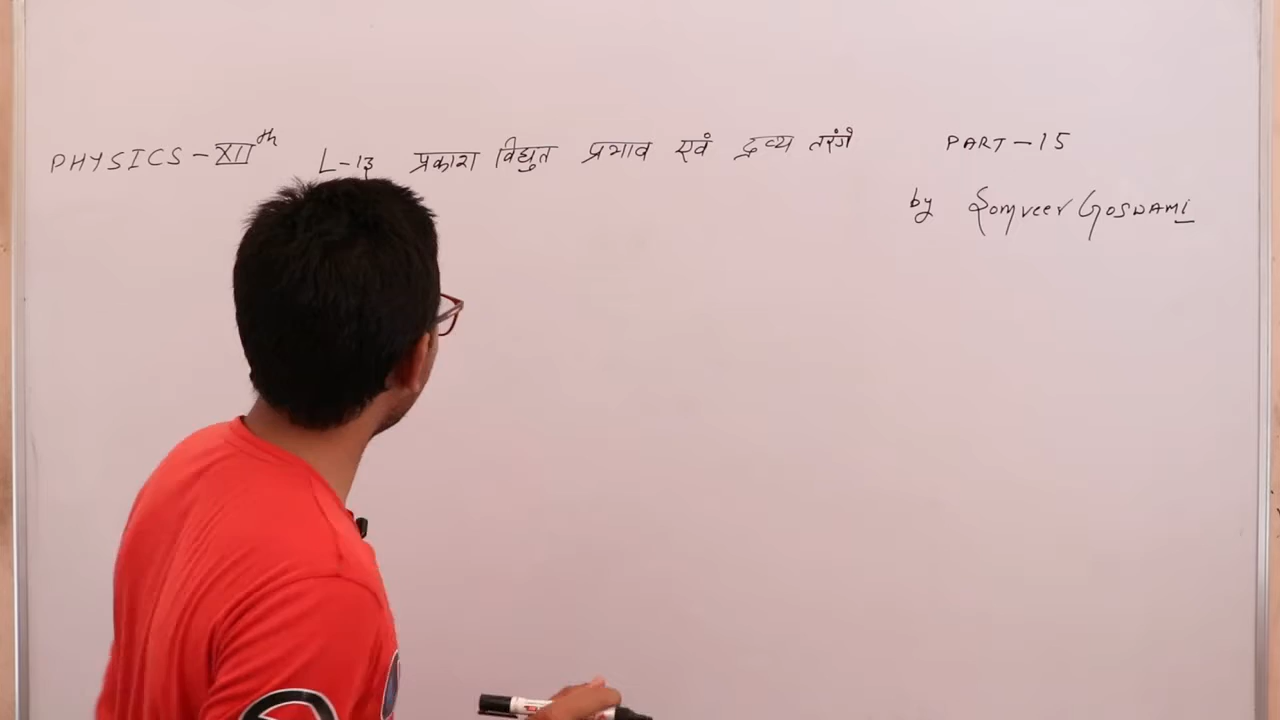 PHYSICS - XIIth L-13 प्रकाश विद्युत प्रभाव एवं द्रव्य तरंगे PART-15
by Somveer GOSWAMI